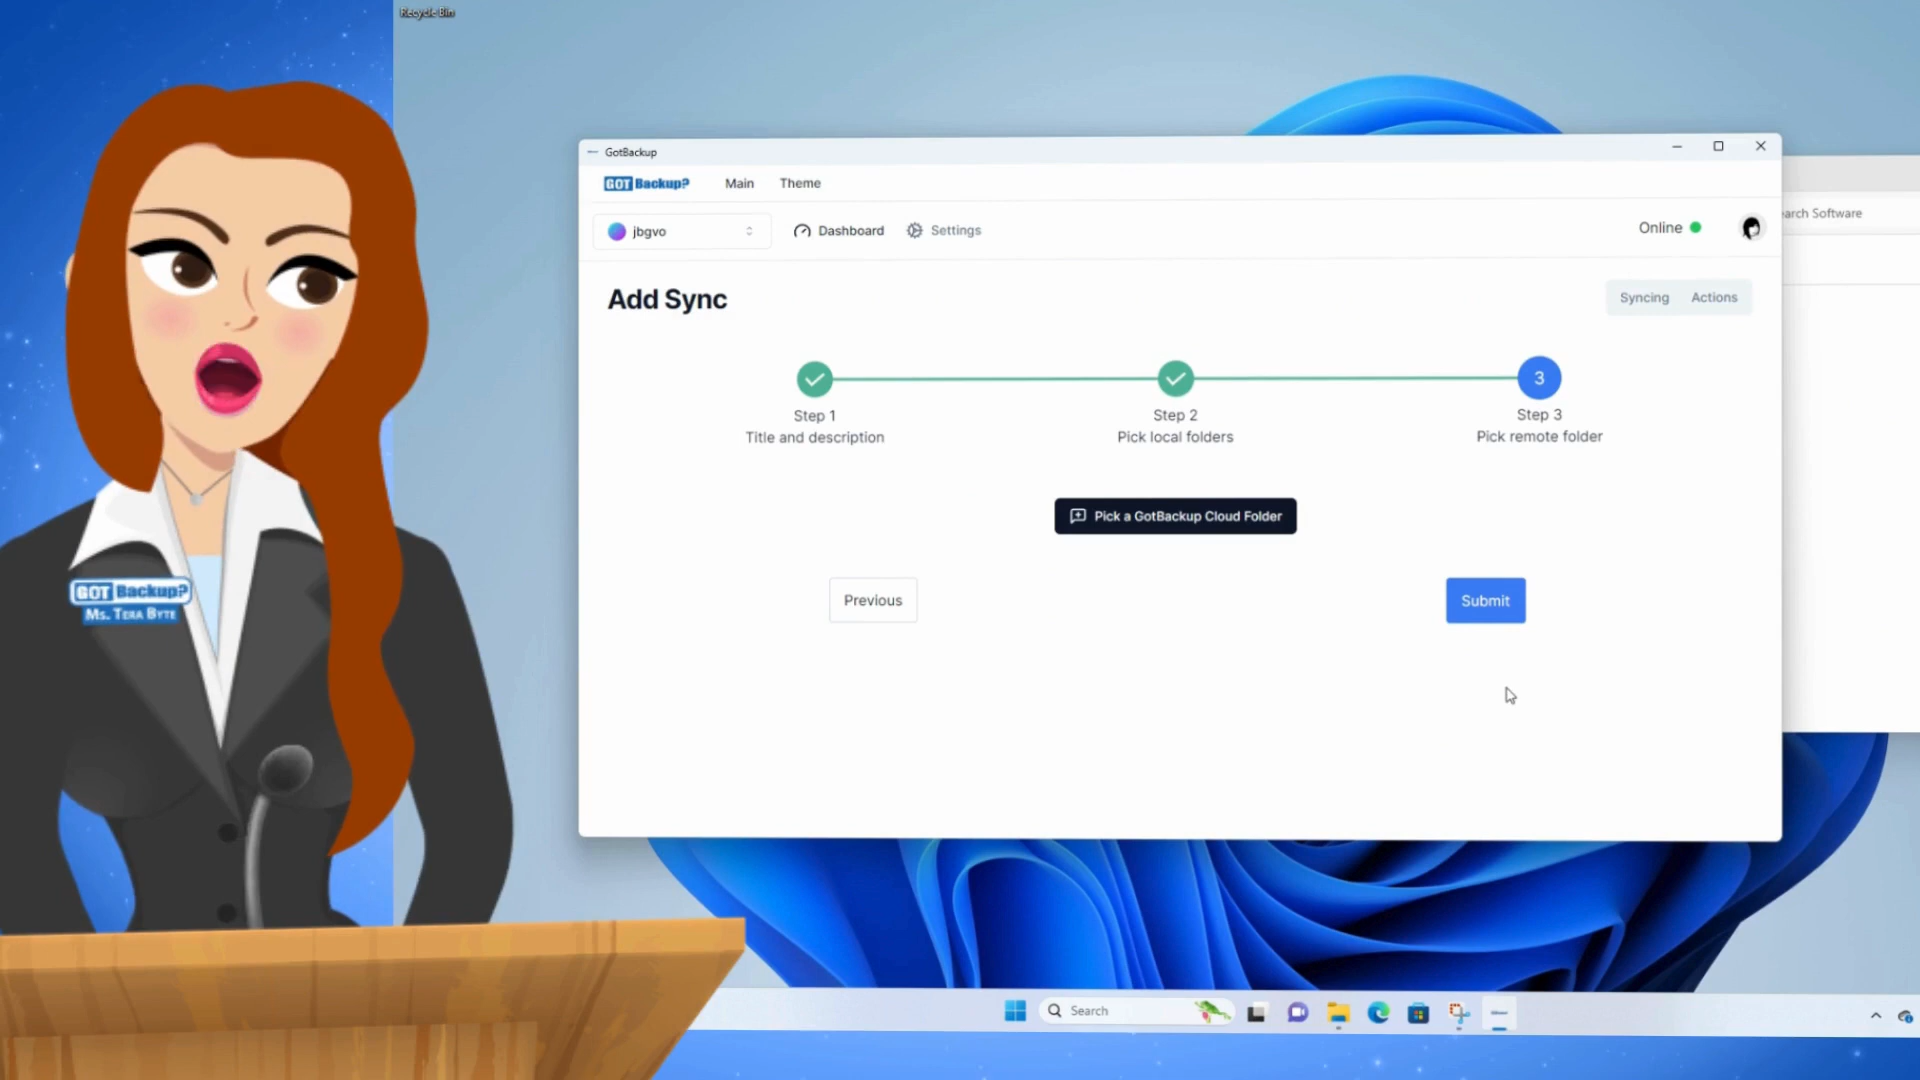 Recycle Bin
GotBackup
GOT Backup?
Main
Theme
jbgvo
Dashboard
Settings
Online
arch Software
Add Sync
Syncing
Actions
3
Step 1
Title and description
Step 2
Pick local folders
Step 3
Pick remote folder
Pick a GotBackup Cloud Folder
Previous
Submit
GOT Backup?
Ms. Tera Byte
Search